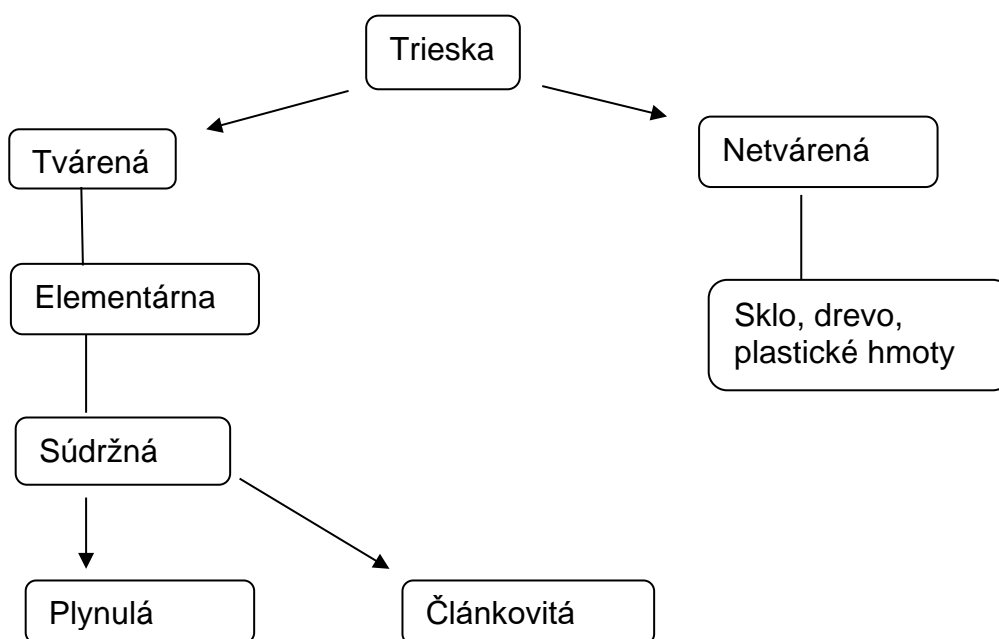 Trieska
Tvárená
Netvárená
Elementárna
Sklo, drevo,
plastické hmoty
Súdržná
Plynulá
Článkovitá